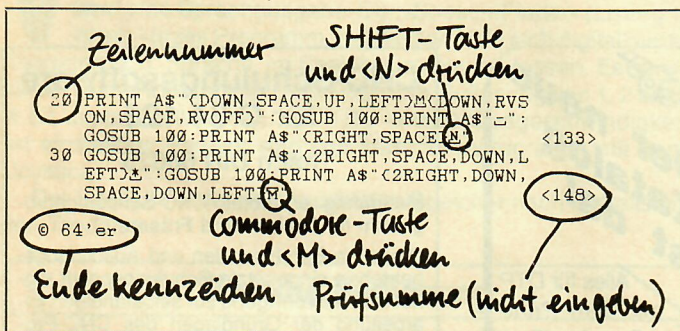 Zeilennummer
SHIFT-Taste
und <N> drücken
20 PRINT A$"{DOWN,SPACE,UP,LEFT}M{DOWN,RVS
ON,SPACE,RVOFF}":GOSUB 100:PRINT A$"
GOSUB 100:PRINT A$"{RIGHT,SPACE}N" <133>
30 GOSUB 100:PRINT A$"{2RIGHT,SPACE,DOWN,L
EFT}*":GOSUB 100:PRINT A$"{2RIGHT,DOWN,
SPACE,DOWN,LEFT}M" <148>
© 64'er
Commodore-Taste
und <M> drücken
Endekennzeichen
Prüfsumme (nicht eingeben)